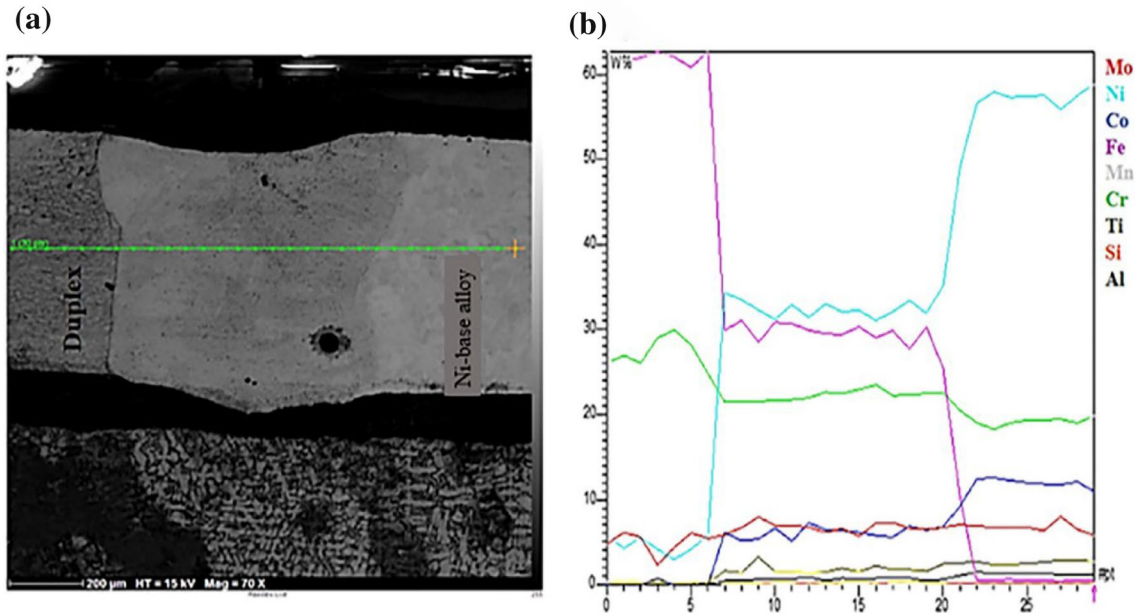 (a)
Duplex
Ni-base alloy
200 µm HT = 15 kV Mag = 70 X
(b)
W%
60
50
40
30
20
10
0
0 5 10 15 20 25
#pt
Mo
Ni
Co
Fe
Mn
Cr
Ti
Si
Al